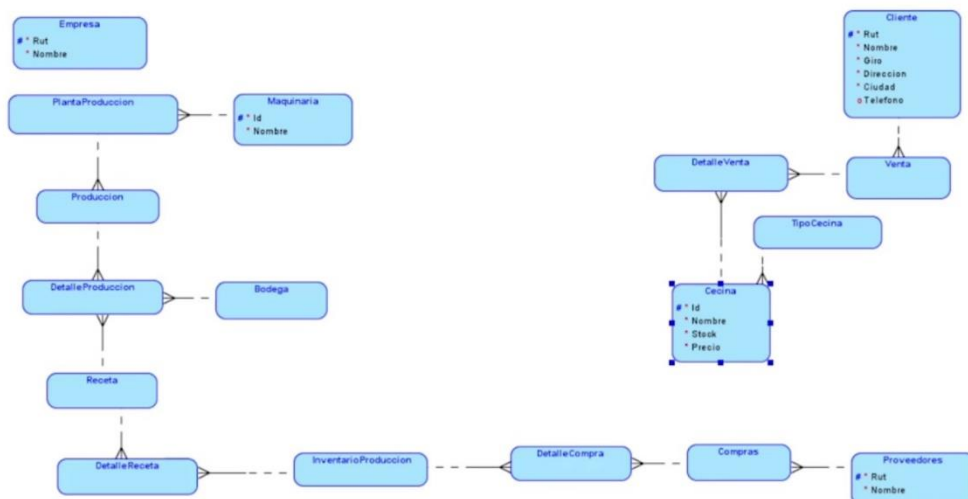 Empresa
# * Rut
* Nombre
PlantaProduccion
Maquinaria
# * Id
* Nombre
Produccion
DetalleProduccion
Bodega
Receta
DetalleReceta
InventarioProduccion
DetalleCompra
Compras
Proveedores
# * Rut
* Nombre
Cliente
# * Rut
* Nombre
* Giro
* Direccion
* Ciudad
o Telefono
DetalleVenta
Venta
TipoCecina
Cecina
# * Id
* Nombre
* Stock
* Precio